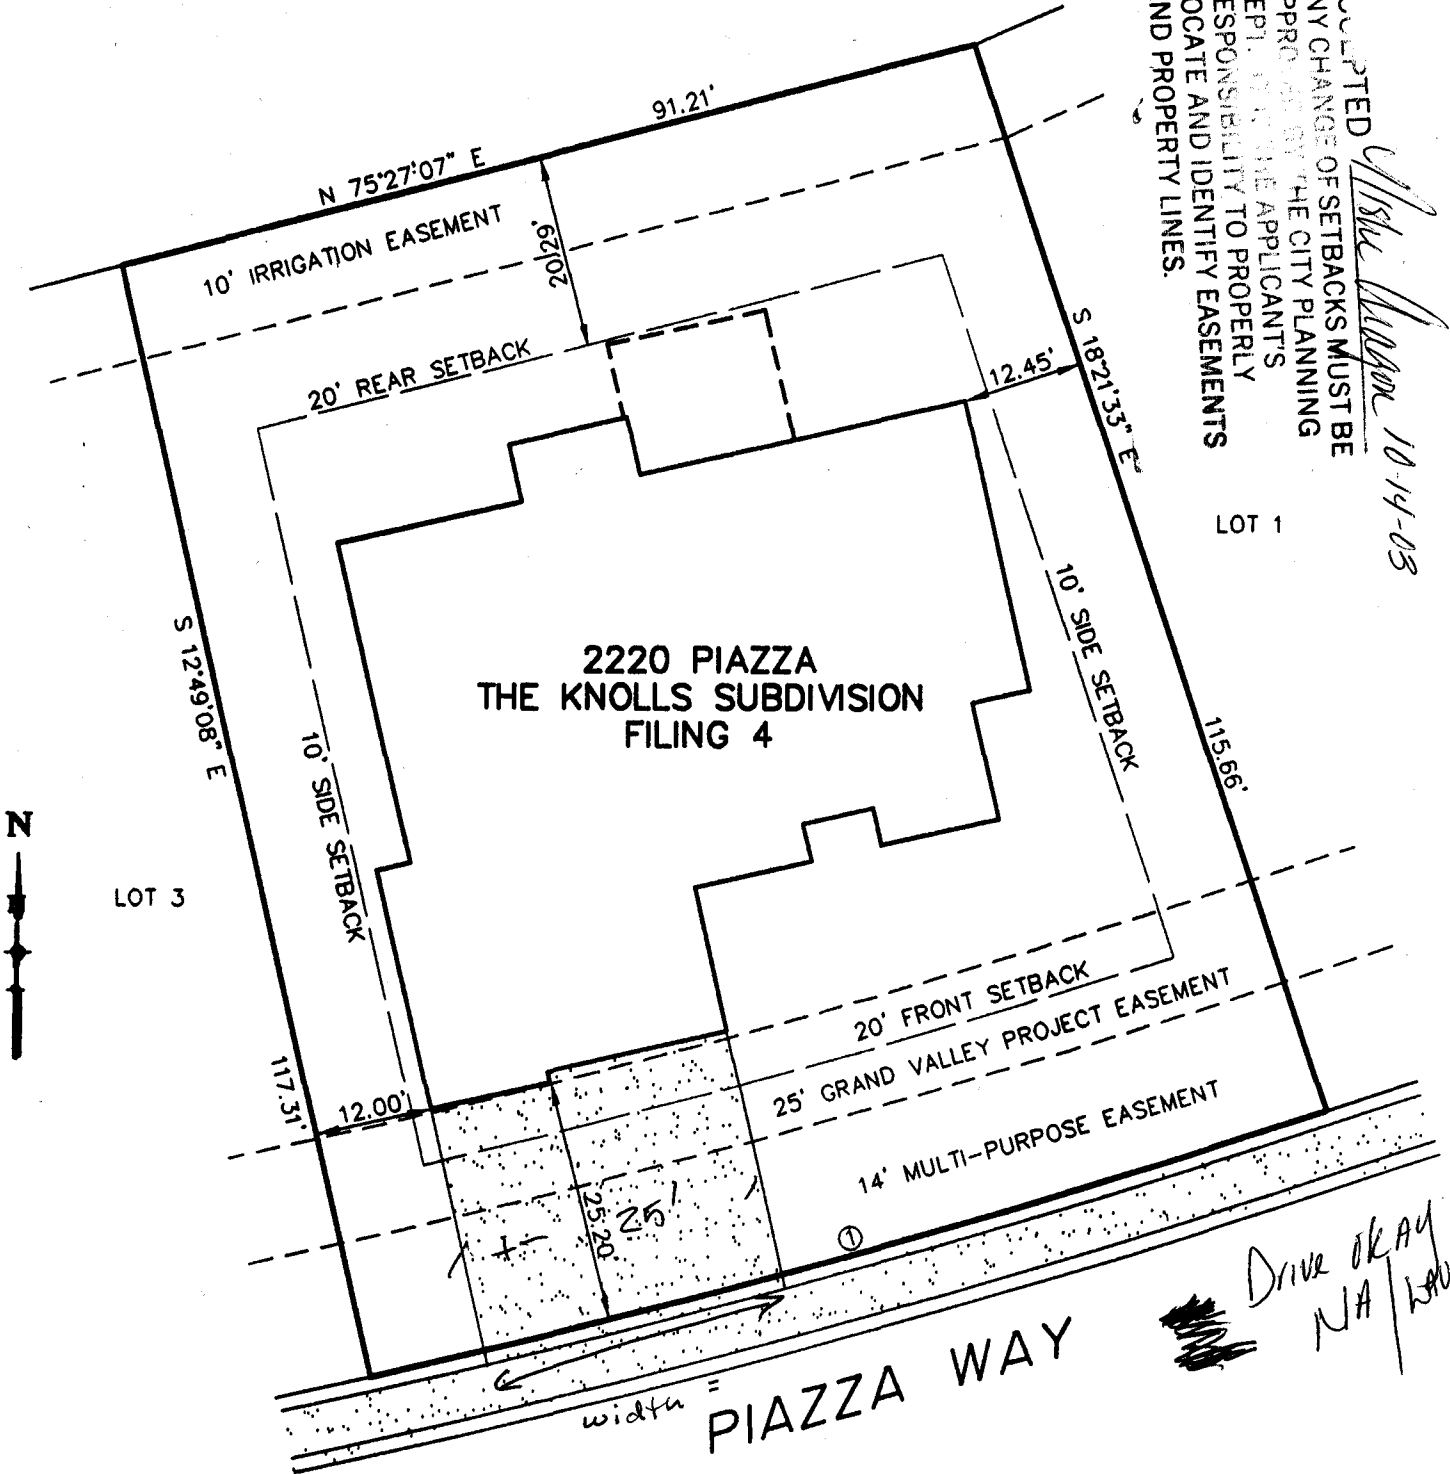 91.21'
N 75°27'07" E
10' IRRIGATION EASEMENT
20.29'
20' REAR SETBACK
12.45'
S 18°21'33" E
LOT 1
10' SIDE SETBACK
115.66'
2220 PIAZZA
THE KNOLLS SUBDIVISION
FILING 4
S 12°49'08" E
10' SIDE SETBACK
N
LOT 3
117.31'
12.00'
20' FRONT SETBACK
25' GRAND VALLEY PROJECT EASEMENT
14' MULTI-PURPOSE EASEMENT
25.20'
+- 25'
1
width =
PIAZZA WAY
Drive okay
NA
10-14-03
NY CHANGE OF SETBACKS MUST BE
THE CITY PLANNING
THE APPLICANT'S
ESPONSIBILITY TO PROPERLY
OCATE AND IDENTIFY EASEMENTS
ND PROPERTY LINES.